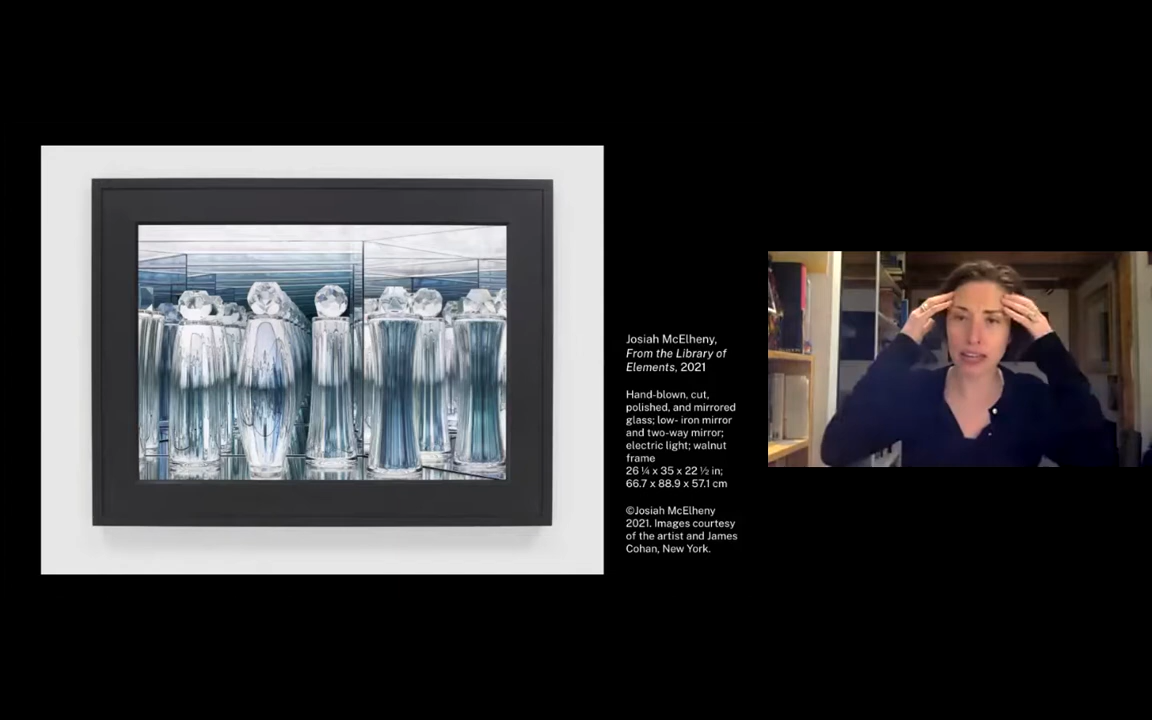 Josiah McElheny,
From the Library of
Elements, 2021
Hand-blown, cut,
polished, and mirrored
glass; low- iron mirror
and two-way mirror;
electric light; walnut
frame
26 ¼ x 35 x 22 ½ in;
66.7 x 88.9 x 57.1 cm
©Josiah McElheny
2021. Images courtesy
of the artist and James
Cohan, New York.